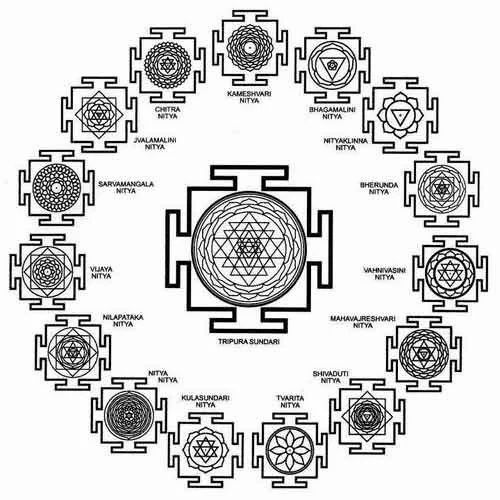 KAMESHVARI
NITYA
BHAGAMALINI
NITYA
NITYAKLINNA
NITYA
BHERUNDA
NITYA
VAHNIVASINI
NITYA
MAHAVAJRESHVARI
NITYA
SHIVADUTI
NITYA
TVARITA
NITYA
KULASUNDARI
NITYA
NITYA
NITYA
NILAPATAKA
NITYA
VIJAYA
NITYA
SARVAMANGALA
NITYA
JVALAMALINI
NITYA
CHITRA
NITYA
TRIPURA SUNDARI